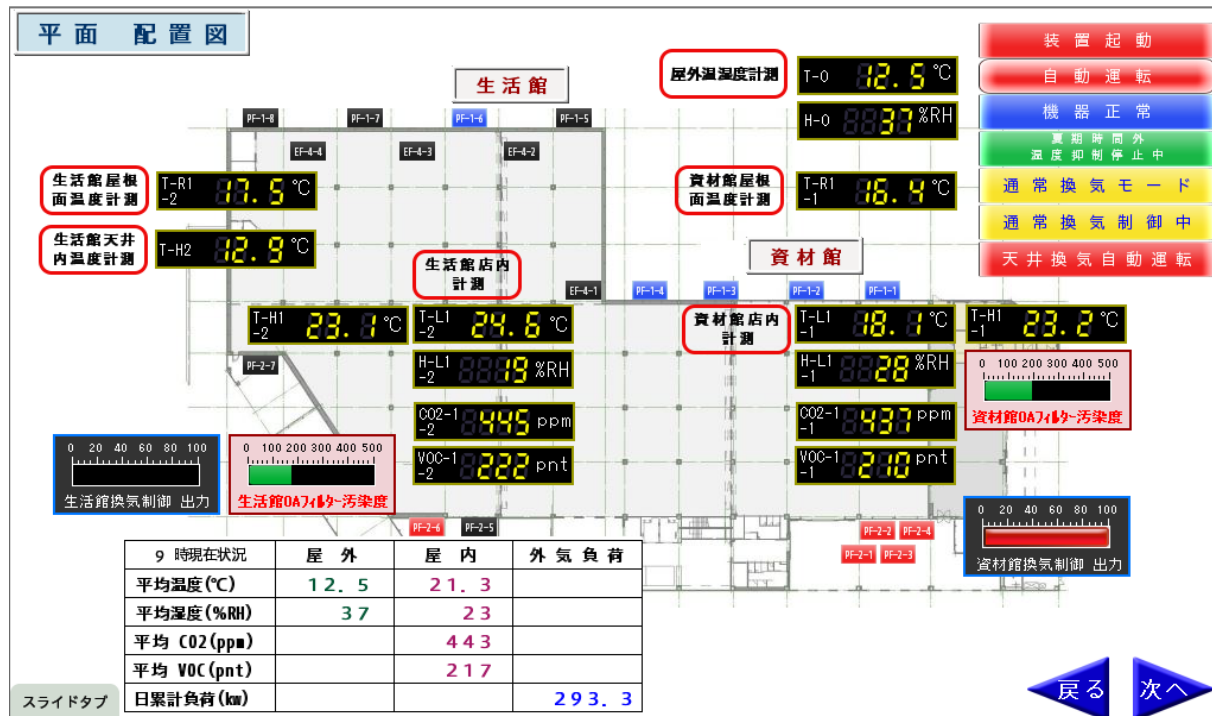 平面 配置図
生活館
屋外温湿度計測
T-O 12.5 ℃
H-O 37 %RH
装置起動
自動運転
機器正常
夏期時間外
温度抑制停止中
通常換気モード
通常換気制御中
天井換気自動運転
PF-1-8
PF-1-7
PF-1-6
PF-1-5
EF-4-4
EF-4-3
EF-4-2
生活館屋根
面温度計測
T-R1
-2 17.5 ℃
資材館屋根
面温度計測
T-R1
-1 16.4 ℃
生活館天井
内温度計測
T-H2 12.9 ℃
生活館店内
計測
資材館
EF-4-1
PF-1-4
PF-1-3
PF-1-2
PF-1-1
T-H1
-2 23.1 ℃
T-L1
-2 24.6 ℃
資材館店内
計測
T-L1
-1 18.1 ℃
T-H1
-1 23.2 ℃
PF-2-7
H-L1
-2 19 %RH
H-L1
-1 28 %RH
0 100 200 300 400 500
資材館OAフィルター汚染度
CO2-1
-2 445 ppm
CO2-1
-1 437 ppm
VOC-1
-2 222 pnt
VOC-1
-1 210 pnt
0 20 40 60 80 100
生活館換気制御 出力
0 100 200 300 400 500
生活館OAフィルター汚染度
PF-2-6
PF-2-5
PF-2-2
PF-2-4
PF-2-1
PF-2-3
0 20 40 60 80 100
資材館換気制御 出力
9 時現在状況 屋外 屋内 外気負荷
平均温度(℃) 12.5 21.3
平均湿度(%RH) 37 23
平均 CO2(ppm) 443
平均 VOC(pnt) 217
日累計負荷(kw) 293.3
スライドタブ
戻る
次へ